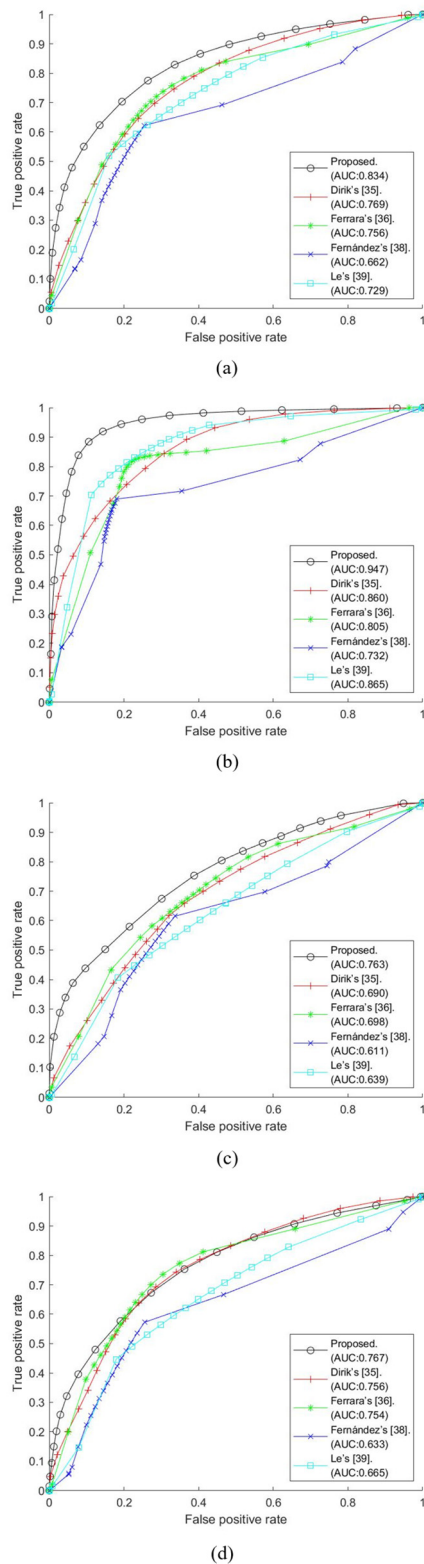 1
0.9
0.8
0.7
0.6
0.5
0.4
0.3
0.2
0.1
0
True positive rate
Proposed.
(AUC:0.834)
Dirik's [35].
(AUC:0.769)
Ferrara's [36].
(AUC:0.756)
Fernández's [38].
(AUC:0.662)
Le's [39].
(AUC:0.729)
0 0.2 0.4 0.6 0.8 1
False positive rate
(a)
1
0.9
0.8
0.7
0.6
0.5
0.4
0.3
0.2
0.1
0
True positive rate
Proposed.
(AUC:0.947)
Dirik's [35].
(AUC:0.860)
Ferrara's [36].
(AUC:0.805)
Fernández's [38].
(AUC:0.732)
Le's [39].
(AUC:0.865)
0 0.2 0.4 0.6 0.8 1
False positive rate
(b)
1
0.9
0.8
0.7
0.6
0.5
0.4
0.3
0.2
0.1
0
True positive rate
Proposed.
(AUC:0.763)
Dirik's [35].
(AUC:0.690)
Ferrara's [36].
(AUC:0.698)
Fernández's [38].
(AUC:0.611)
Le's [39].
(AUC:0.639)
0 0.2 0.4 0.6 0.8 1
False positive rate
(c)
1
0.9
0.8
0.7
0.6
0.5
0.4
0.3
0.2
0.1
0
True positive rate
Proposed.
(AUC:0.767)
Dirik's [35].
(AUC:0.756)
Ferrara's [36].
(AUC:0.754)
Fernández's [38].
(AUC:0.633)
Le's [39].
(AUC:0.665)
0 0.2 0.4 0.6 0.8 1
False positive rate
(d)